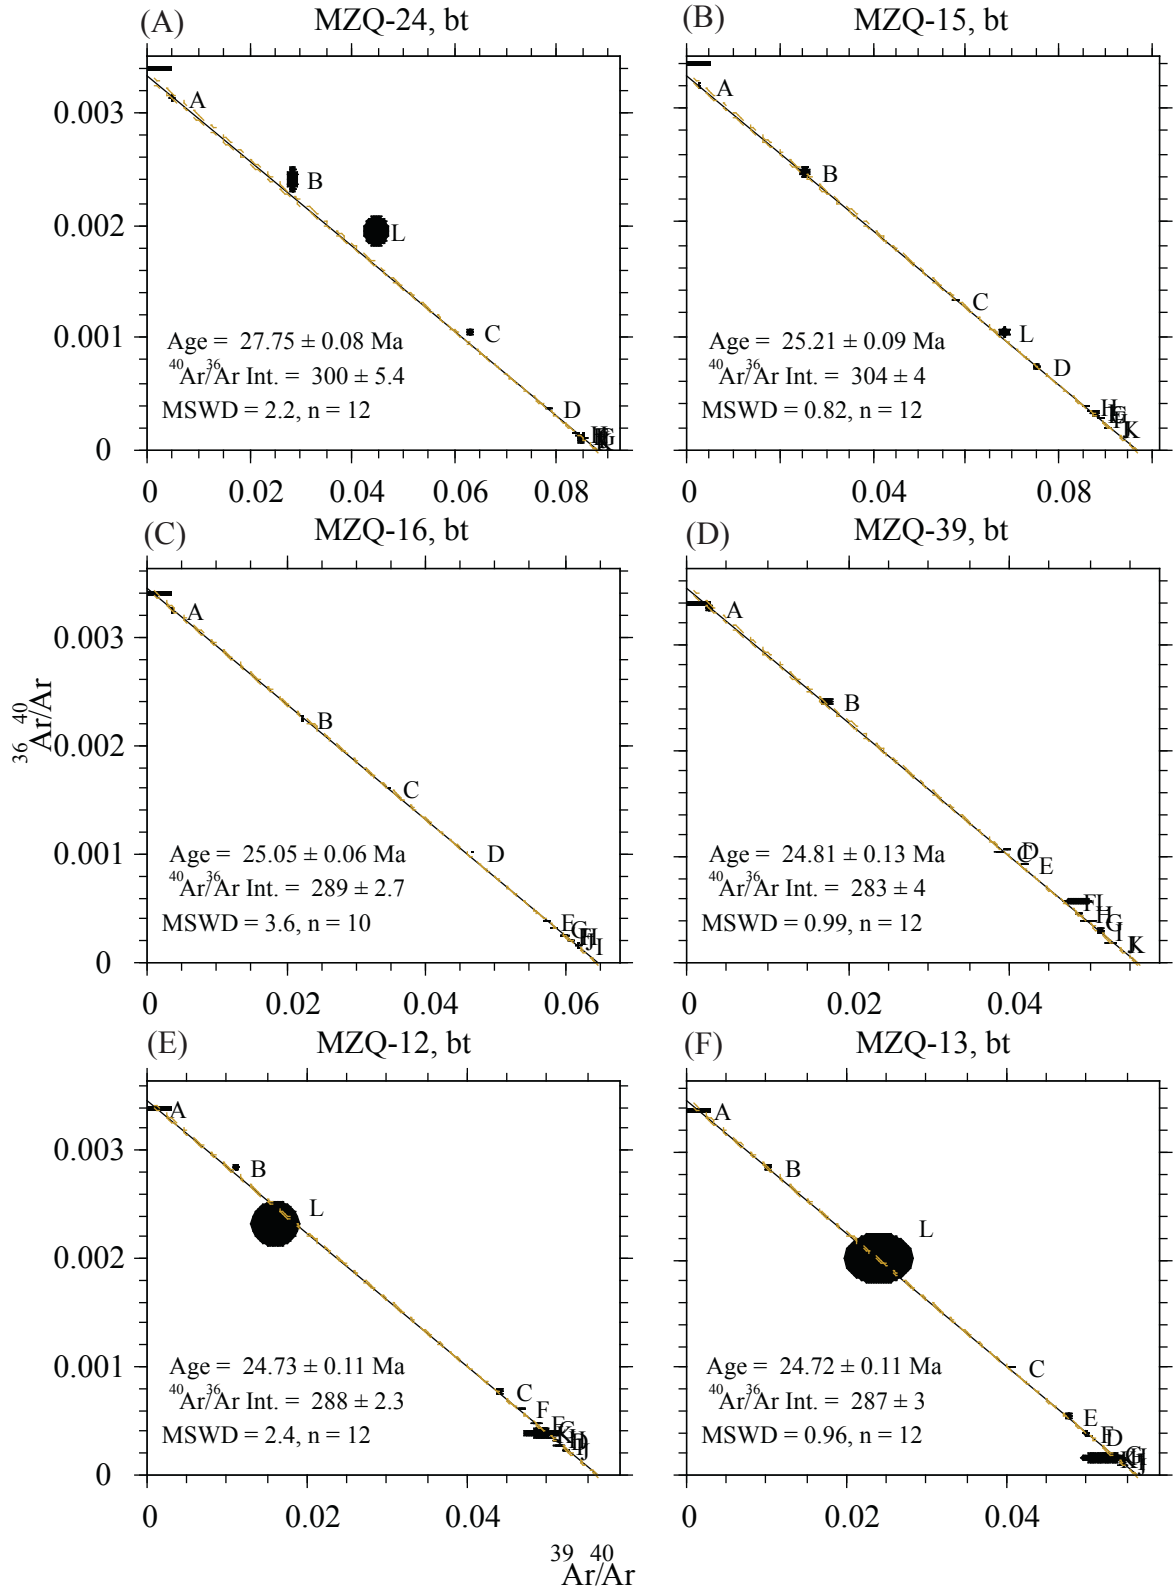 (A) MZQ-24, bt
0.003
0.002
0.001
0
A
B
L
C
D
G
Age = 27.75 ± 0.08 Ma
40Ar/36Ar Int. = 300 ± 5.4
MSWD = 2.2, n = 12
0 0.02 0.04 0.06 0.08
(B) MZQ-15, bt
A
B
C
L
D
K
Age = 25.21 ± 0.09 Ma
40Ar/36Ar Int. = 304 ± 4
MSWD = 0.82, n = 12
0 0.04 0.08
(C) MZQ-16, bt
0.003
0.002
0.001
0
36Ar/40Ar
A
B
C
D
E
G
I
Age = 25.05 ± 0.06 Ma
40Ar/36Ar Int. = 289 ± 2.7
MSWD = 3.6, n = 10
0 0.02 0.04 0.06
(D) MZQ-39, bt
A
B
C
D
E
F
L
H
G
I
J
K
Age = 24.81 ± 0.13 Ma
40Ar/36Ar Int. = 283 ± 4
MSWD = 0.99, n = 12
0 0.04 0.04
(E) MZQ-12, bt
0.003
0.002
0.001
0
A
B
L
C
F
E
G
K
J
Age = 24.73 ± 0.11 Ma
40Ar/36Ar Int. = 288 ± 2.3
MSWD = 2.4, n = 12
0 0.02 0.04
(F) MZQ-13, bt
A
B
L
C
E
F
D
G
K
J
Age = 24.72 ± 0.11 Ma
40Ar/36Ar Int. = 287 ± 3
MSWD = 0.96, n = 12
0 0.02 0.04
39Ar/40Ar